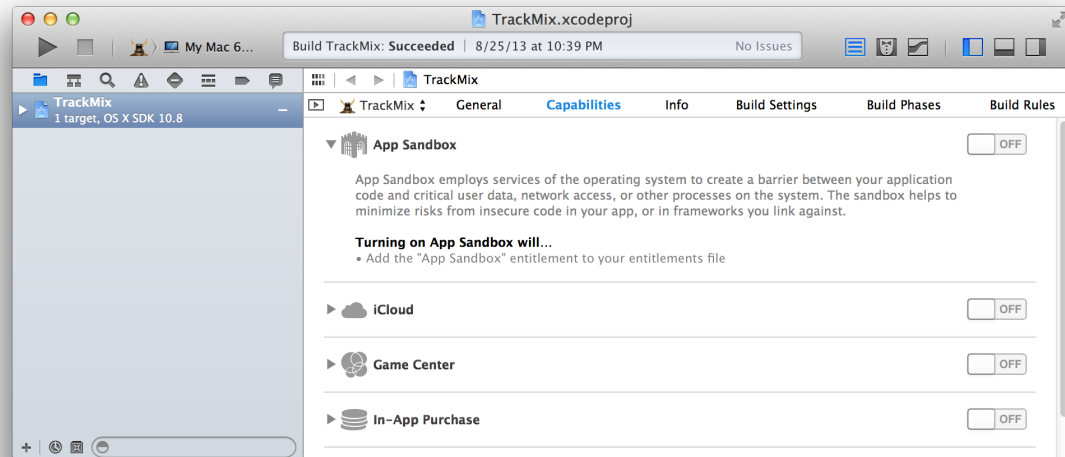 TrackMix.xcodeproj
My Mac 6...
Build TrackMix: Succeeded | 8/25/13 at 10:39 PM No Issues
TrackMix
TrackMix
1 target, OS X SDK 10.8
TrackMix General Capabilities Info Build Settings Build Phases Build Rules
App Sandbox OFF
App Sandbox employs services of the operating system to create a barrier between your application
code and critical user data, network access, or other processes on the system. The sandbox helps to
minimize risks from insecure code in your app, or in frameworks you link against.
Turning on App Sandbox will...
• Add the "App Sandbox" entitlement to your entitlements file
iCloud OFF
Game Center OFF
In-App Purchase OFF